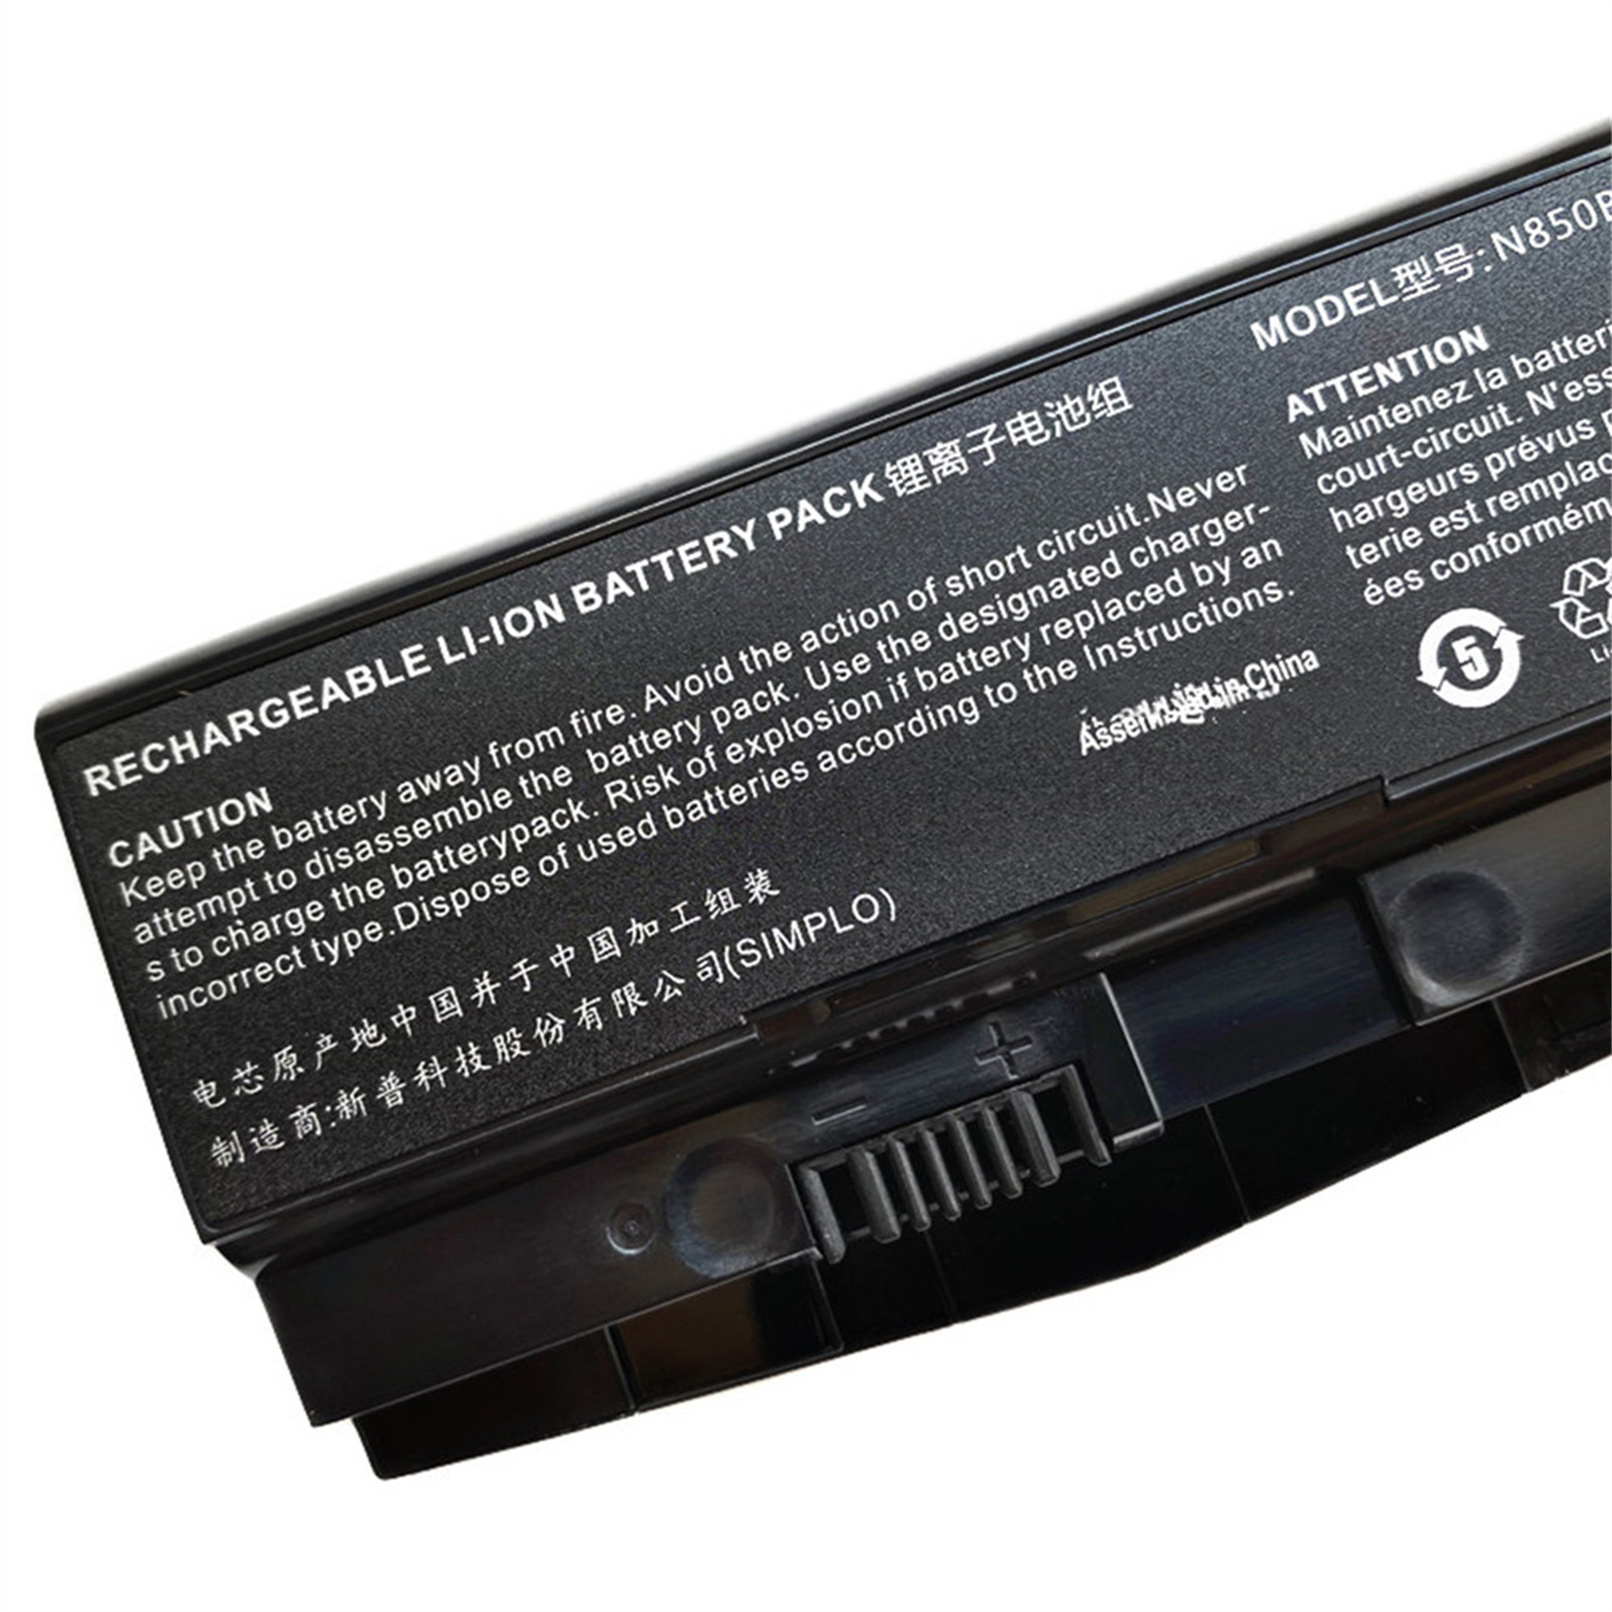 RECHARGEABLE LI-ION BATTERY PACK 锂离子电池组
CAUTION
Keep the battery away from fire. Avoid the action of short circuit.Never
attempt to disassemble the battery pack. Use the designated charger-
s to charge the batterypack. Risk of explosion if battery replaced by an
incorrect type.Dispose of used batteries according to the Instructions.
Assembled in China
电芯原产地中国并于中国加工组装
制造商:新普科技股份有限公司(SIMPLO)
MODEL型号:N850B
ATTENTION
Maintenez la batteri
court-circuit. N'ess
hargeurs prévus p
terie est remplac
ées conformém
5
Li